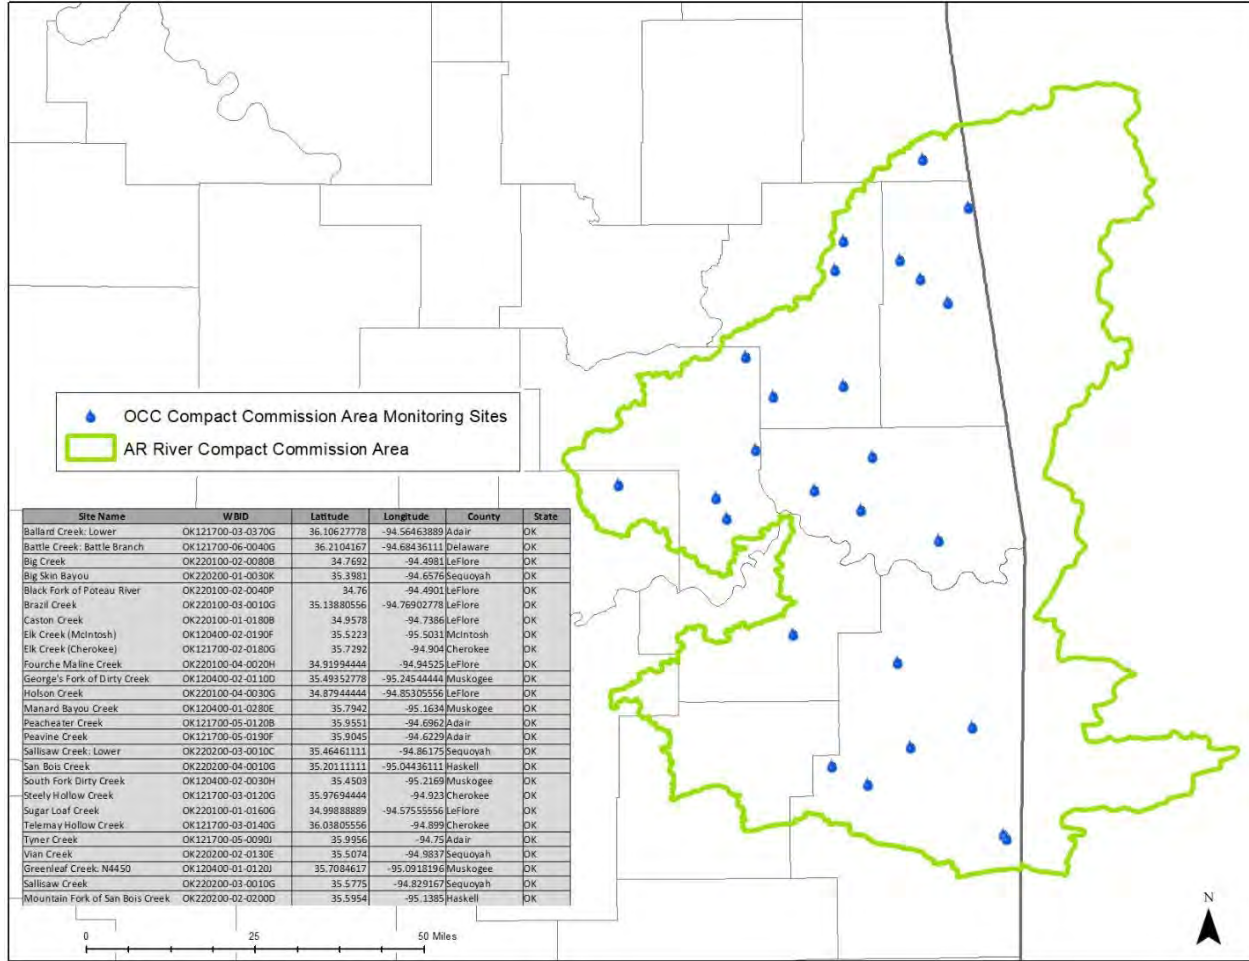 OCC Compact Commission Area Monitoring Sites
AR River Compact Commission Area
Site Name WBID Latitude Longitude County State
Ballard Creek: Lower OK121700-03-0370G 36.10627778 -94.56463889 Adair OK
Battle Creek: Battle Branch OK121700-06-0040G 36.2104167 -94.68436111 Delaware OK
Big Creek OK220100-02-0080B 34.7692 -94.4981 LeFlore OK
Big Skin Bayou OK220200-01-0030K 35.3981 -94.6576 Sequoyah OK
Black Fork of Poteau River OK220100-02-0040P 34.76 -94.4901 LeFlore OK
Brazil Creek OK220100-03-0010G 35.13880556 -94.76902778 LeFlore OK
Caston Creek OK220100-01-0180B 34.9578 -94.7386 LeFlore OK
Elk Creek (McIntosh) OK120400-02-0190F 35.5223 -95.5031 McIntosh OK
Elk Creek (Cherokee) OK121700-02-0180G 35.7292 -94.904 Cherokee OK
Fourche Maline Creek OK220100-04-0020H 34.91994444 -94.94525 LeFlore OK
George's Fork of Dirty Creek OK120400-02-0110D 35.49352778 -95.24544444 Muskogee OK
Holson Creek OK220100-04-0030G 34.87944444 -94.85305556 LeFlore OK
Manard Bayou Creek OK120400-01-0280E 35.7942 -95.1634 Muskogee OK
Peacheater Creek OK121700-05-0120B 35.9551 -94.6962 Adair OK
Peavine Creek OK121700-05-0190F 35.9045 -94.6229 Adair OK
Sallisaw Creek: Lower OK220200-03-0010C 35.46461111 -94.86175 Sequoyah OK
San Bois Creek OK220200-04-0010G 35.20111111 -95.04436111 Haskell OK
South Fork Dirty Creek OK120400-02-0030H 35.4503 -95.2169 Muskogee OK
Steely Hollow Creek OK121700-03-0120G 35.97694444 -94.923 Cherokee OK
Sugar Loaf Creek OK220100-01-0160G 34.99888889 -94.57555556 LeFlore OK
Telemay Hollow Creek OK121700-03-0140G 36.03805556 -94.899 Cherokee OK
Tyner Creek OK121700-05-0090J 35.9956 -94.75 Adair OK
Vian Creek OK220200-02-0130E 35.5074 -94.9837 Sequoyah OK
Greenleaf Creek: N4450 OK120400-01-0120J 35.7084617 -95.0918196 Muskogee OK
Sallisaw Creek OK220200-03-0010G 35.5775 -94.829167 Sequoyah OK
Mountain Fork of San Bois Creek OK220200-02-0200D 35.5954 -95.1385 Haskell OK
0 25 50 Miles
N